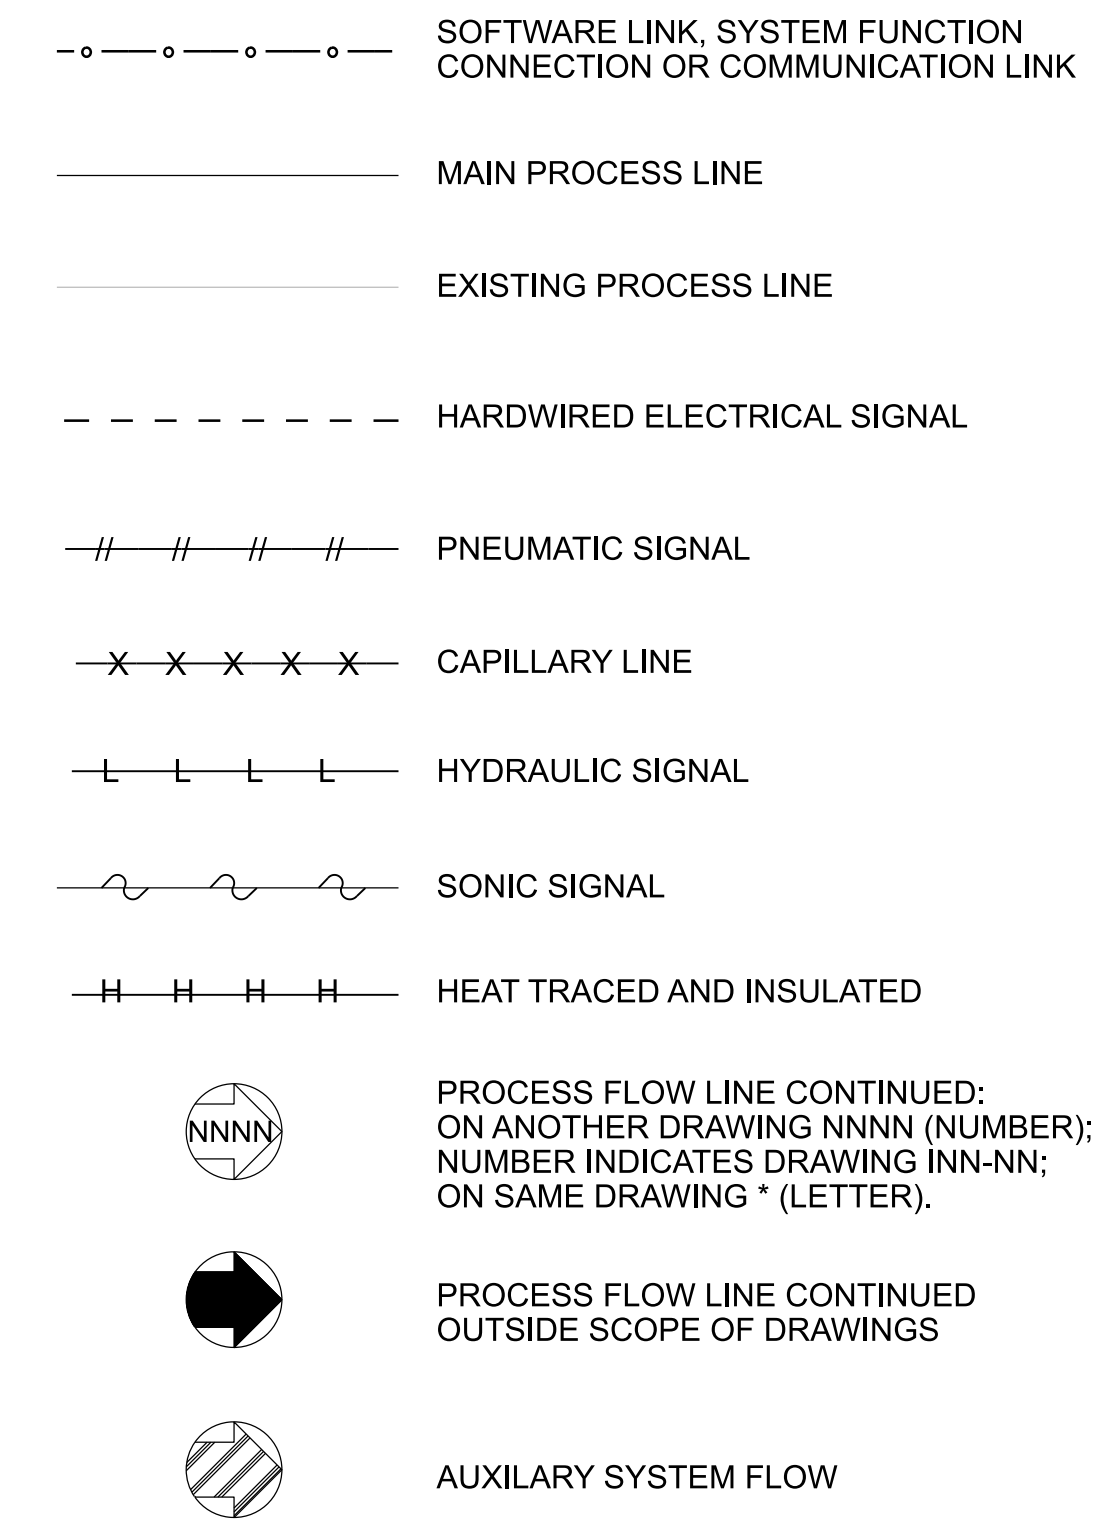 SOFTWARE LINK, SYSTEM FUNCTION
CONNECTION OR COMMUNICATION LINK
MAIN PROCESS LINE
EXISTING PROCESS LINE
HARDWIRED ELECTRICAL SIGNAL
// // // // PNEUMATIC SIGNAL
X X X X X CAPILLARY LINE
L L L L HYDRAULIC SIGNAL
SONIC SIGNAL
H H H H HEAT TRACED AND INSULATED
PROCESS FLOW LINE CONTINUED:
NNNN ON ANOTHER DRAWING NNNN (NUMBER);
NUMBER INDICATES DRAWING INN-NN;
ON SAME DRAWING * (LETTER).
PROCESS FLOW LINE CONTINUED
OUTSIDE SCOPE OF DRAWINGS
AUXILARY SYSTEM FLOW